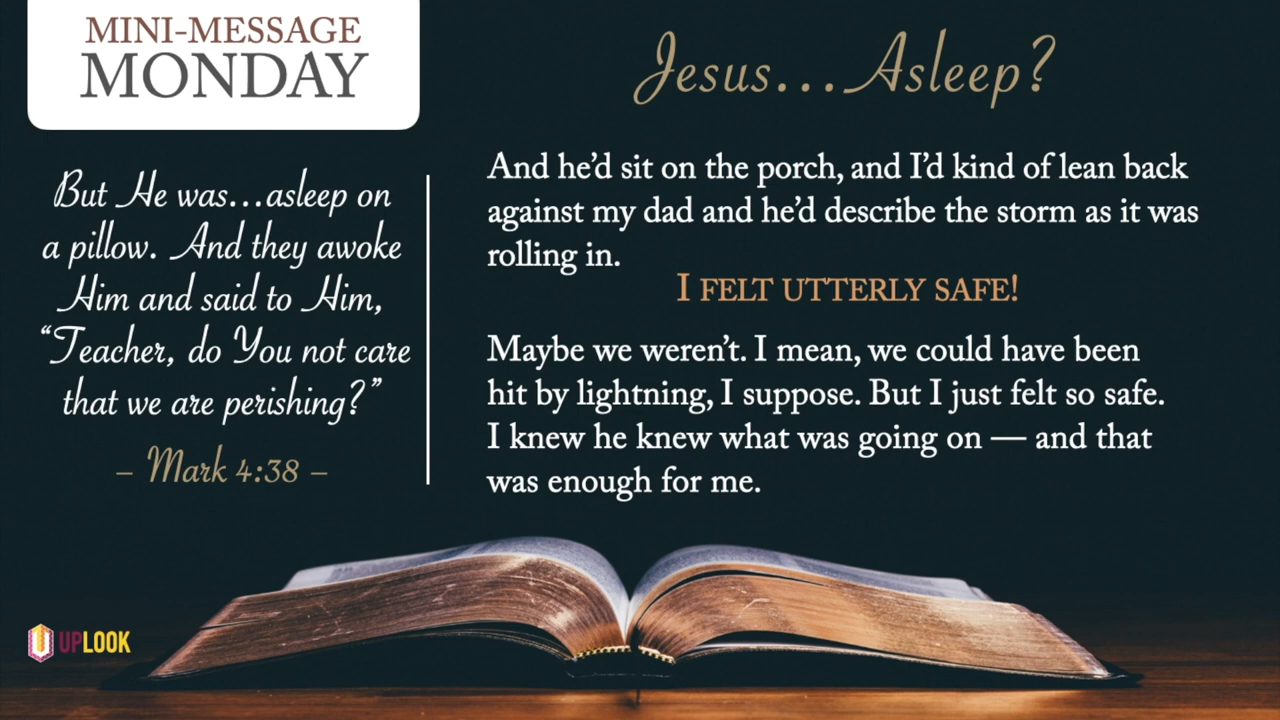 MINI-MESSAGE
MONDAY
Jesus...Asleep?
But He was...asleep on
a pillow. And they awoke
Him and said to Him,
“Teacher, do You not care
that we are perishing?”
– Mark 4:38 –
And he’d sit on the porch, and I’d kind of lean back
against my dad and he’d describe the storm as it was
rolling in.
I FELT UTTERLY SAFE!
Maybe we weren’t. I mean, we could have been
hit by lightning, I suppose. But I just felt so safe.
I knew he knew what was going on — and that
was enough for me.
UPLOOK